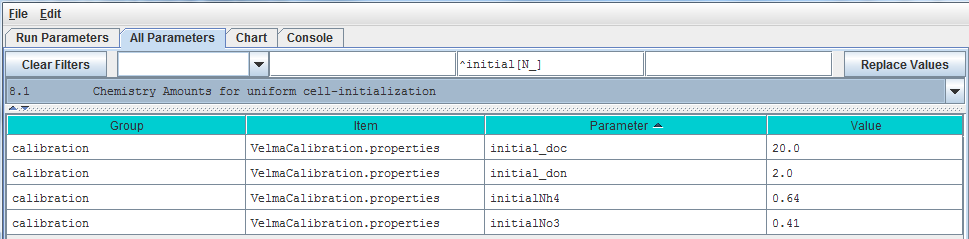 File Edit
Run Parameters All Parameters Chart Console
Clear Filters ^initial[N_] Replace Values
8.1 Chemistry Amounts for uniform cell-initialization
Group Item Parameter Value
calibration VelmaCalibration.properties initial_doc 20.0
calibration VelmaCalibration.properties initial_don 2.0
calibration VelmaCalibration.properties initialNh4 0.64
calibration VelmaCalibration.properties initialNo3 0.41